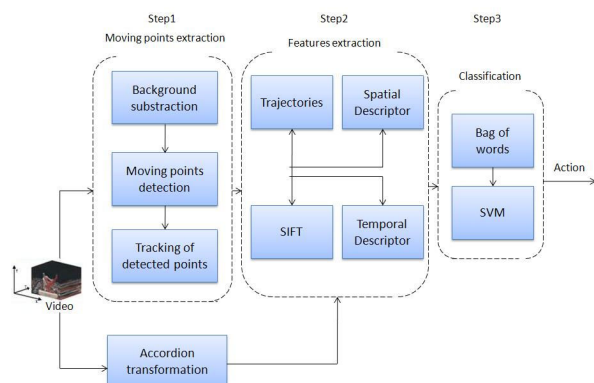 Step1
Moving points extraction
Background
substraction
Moving points
detection
Tracking of
detected points
Step2
Features extraction
Trajectories
Spatial
Descriptor
SIFT
Temporal
Descriptor
Step3
Classification
Bag of
words
SVM
Action
Video
Accordion
transformation